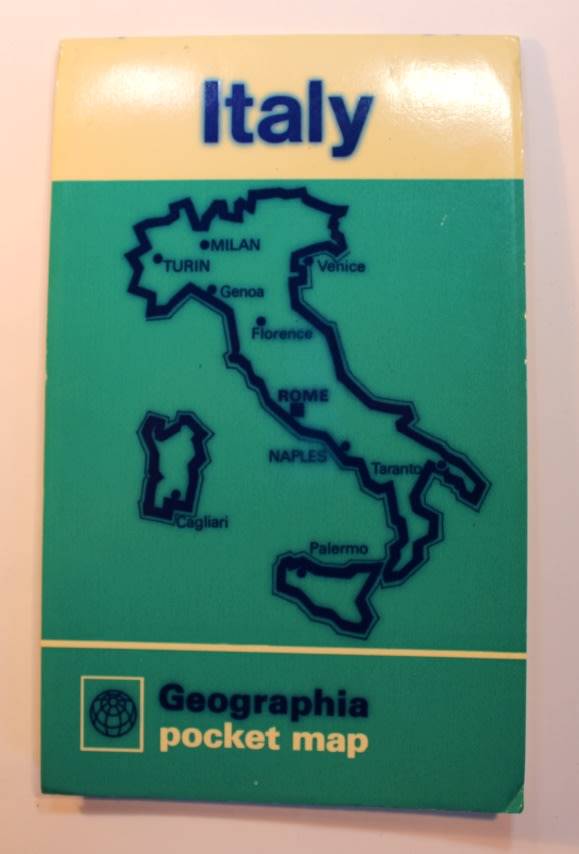 Italy
MILAN
TURIN
Venice
Genoa
Florence
ROME
NAPLES
Taranto
Cagliari
Palermo
Geographia
pocket map